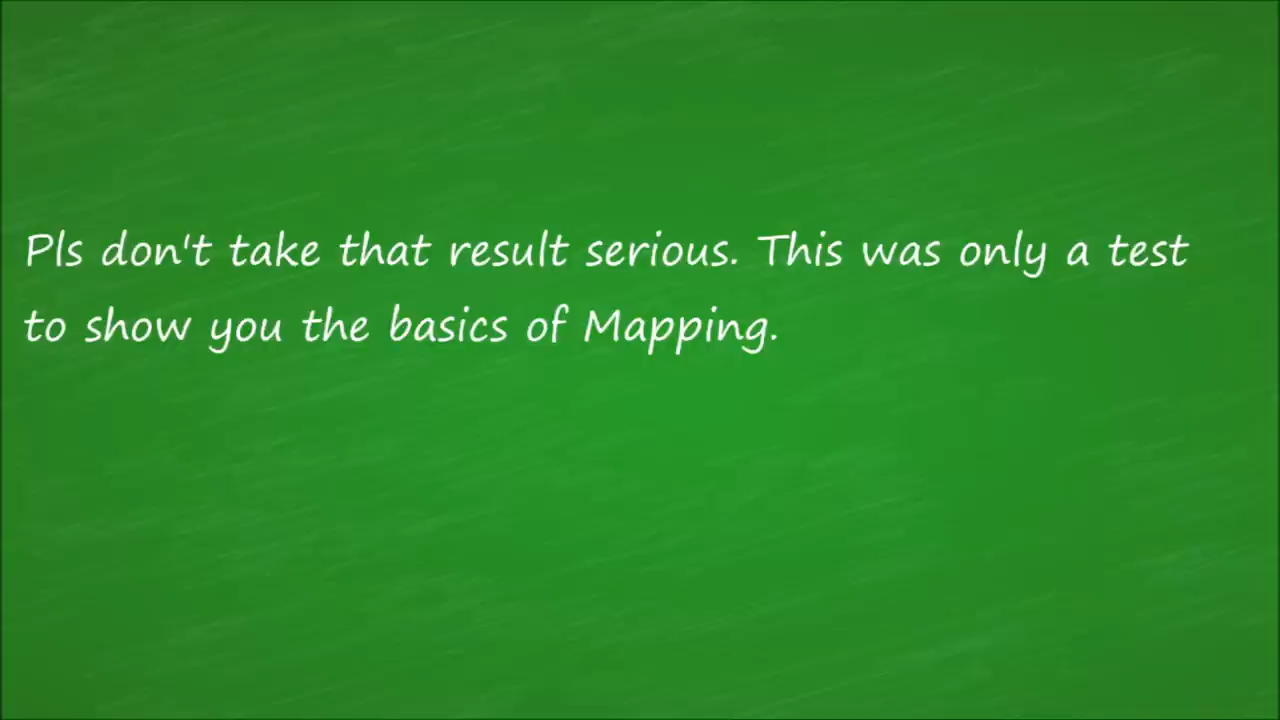 Pls don't take that result serious. This was only a test
to show you the basics of Mapping.